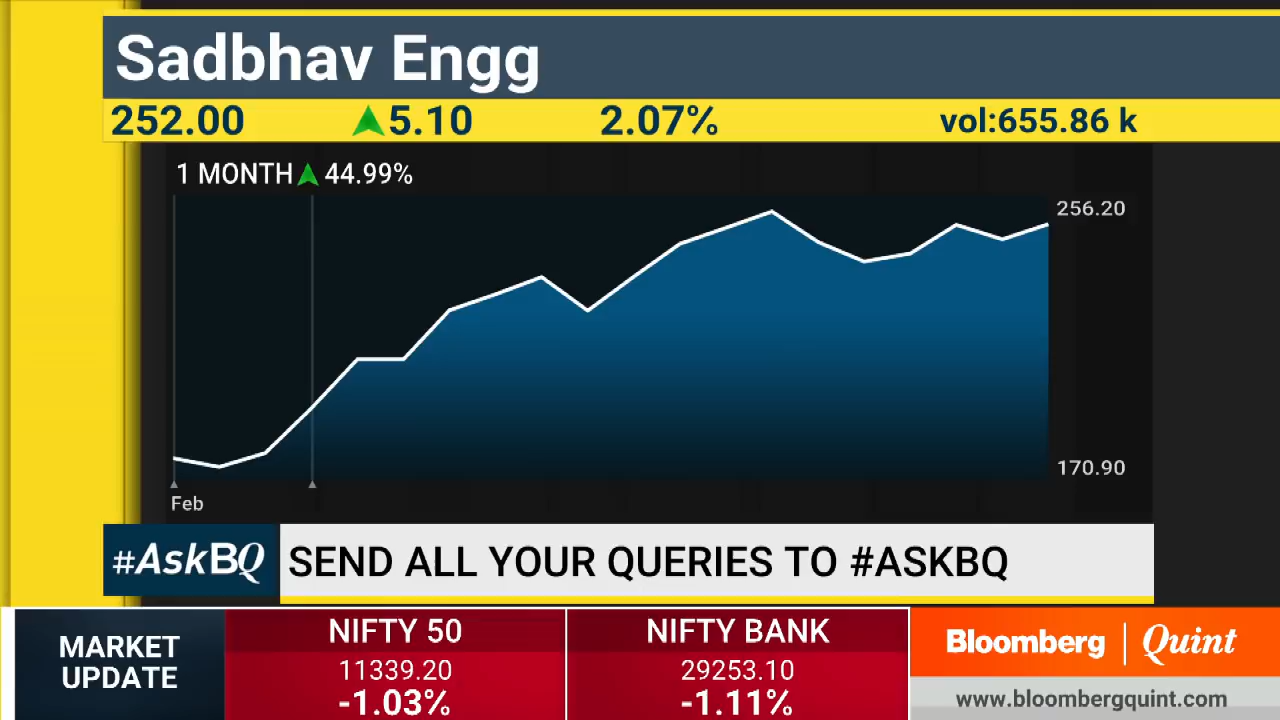 Sadbhav Engg
252.00 5.10 2.07% vol:655.86 k
1 MONTH 44.99%
256.20
170.90
Feb
#AskBQ SEND ALL YOUR QUERIES TO #ASKBQ
MARKET UPDATE
NIFTY 50
11339.20
-1.03%
NIFTY BANK
29253.10
-1.11%
Bloomberg | Quint
www.bloombergquint.com